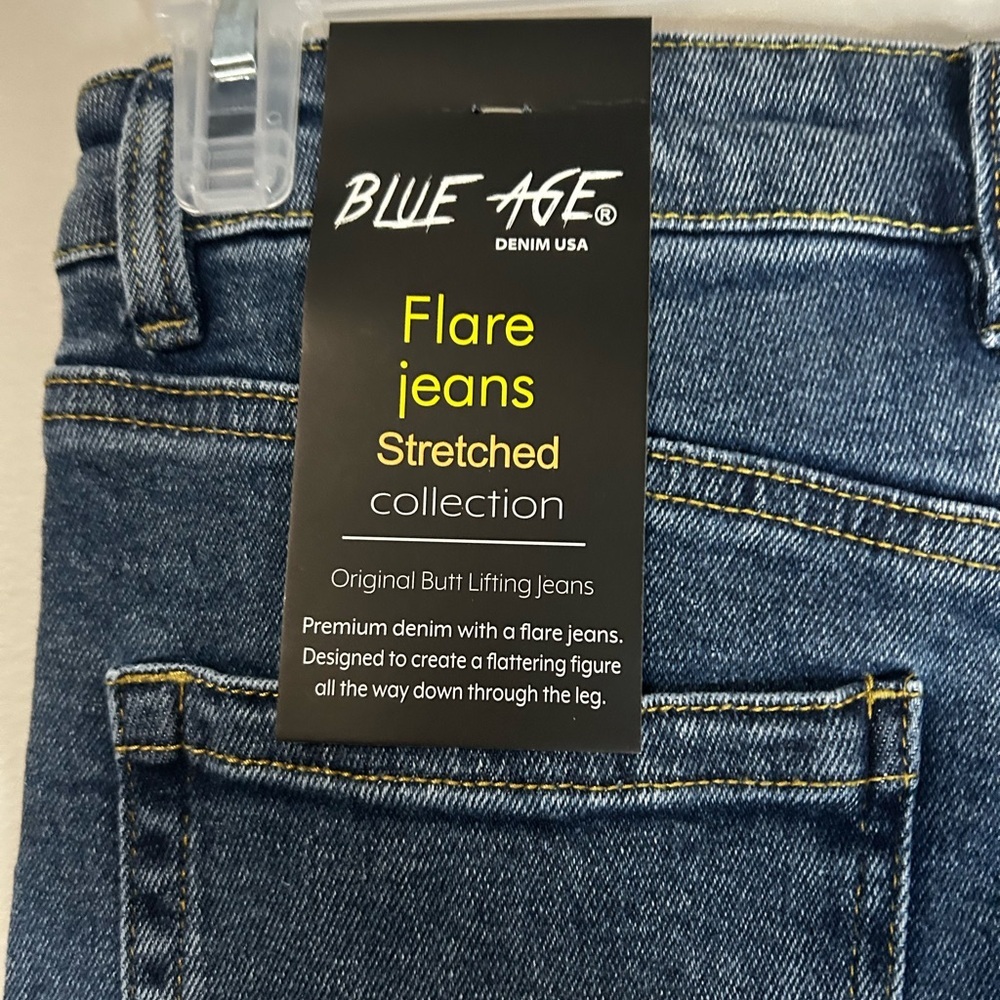 BLUE AGE®
DENIM USA
Flare
jeans
Stretched
collection
Original Butt Lifting Jeans
Premium denim with a flare jeans.
Designed to create a flattering figure
all the way down through the leg.